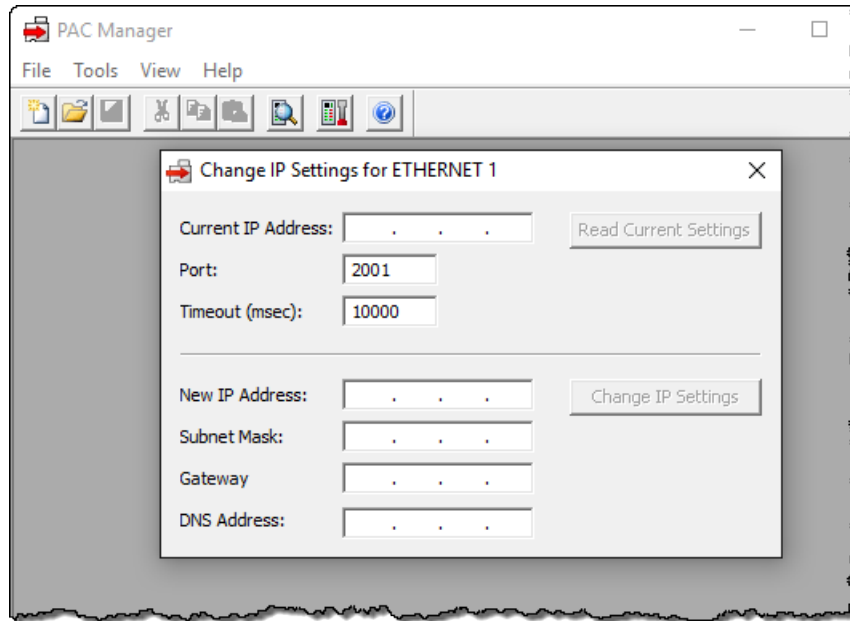 PAC Manager
File Tools View Help
Change IP Settings for ETHERNET 1
Current IP Address: . . . Read Current Settings
Port: 2001
Timeout (msec): 10000
New IP Address: . . . Change IP Settings
Subnet Mask: . . .
Gateway . . .
DNS Address: . . .